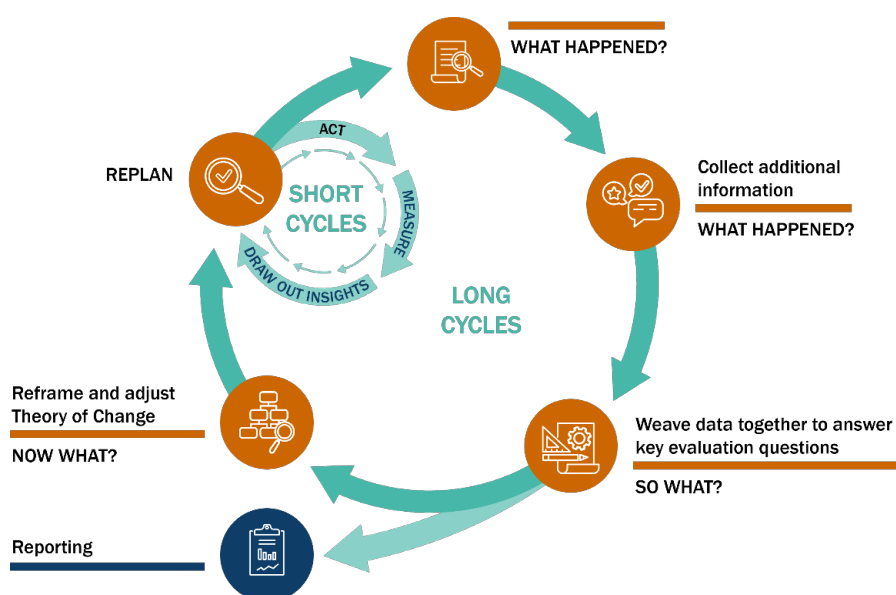 WHAT HAPPENED?
Collect additional
information
WHAT HAPPENED?
REPLAN
ACT
MEASURE
DRAW OUT INSIGHTS
SHORT
CYCLES
LONG
CYCLES
Weave data together to answer
key evaluation questions
SO WHAT?
Reframe and adjust
Theory of Change
NOW WHAT?
Reporting